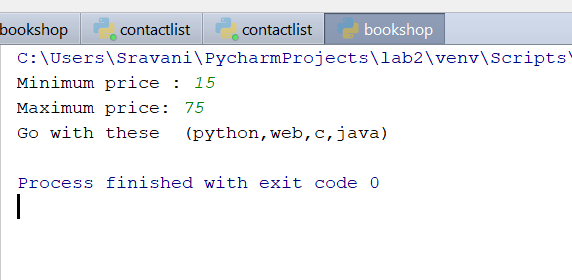 bookshop contactlist contactlist bookshop
C:\Users\Sravani\PycharmProjects\lab2\venv\Scripts\
Minimum price : 15
Maximum price: 75
Go with these  (python,web,c,java)
Process finished with exit code 0